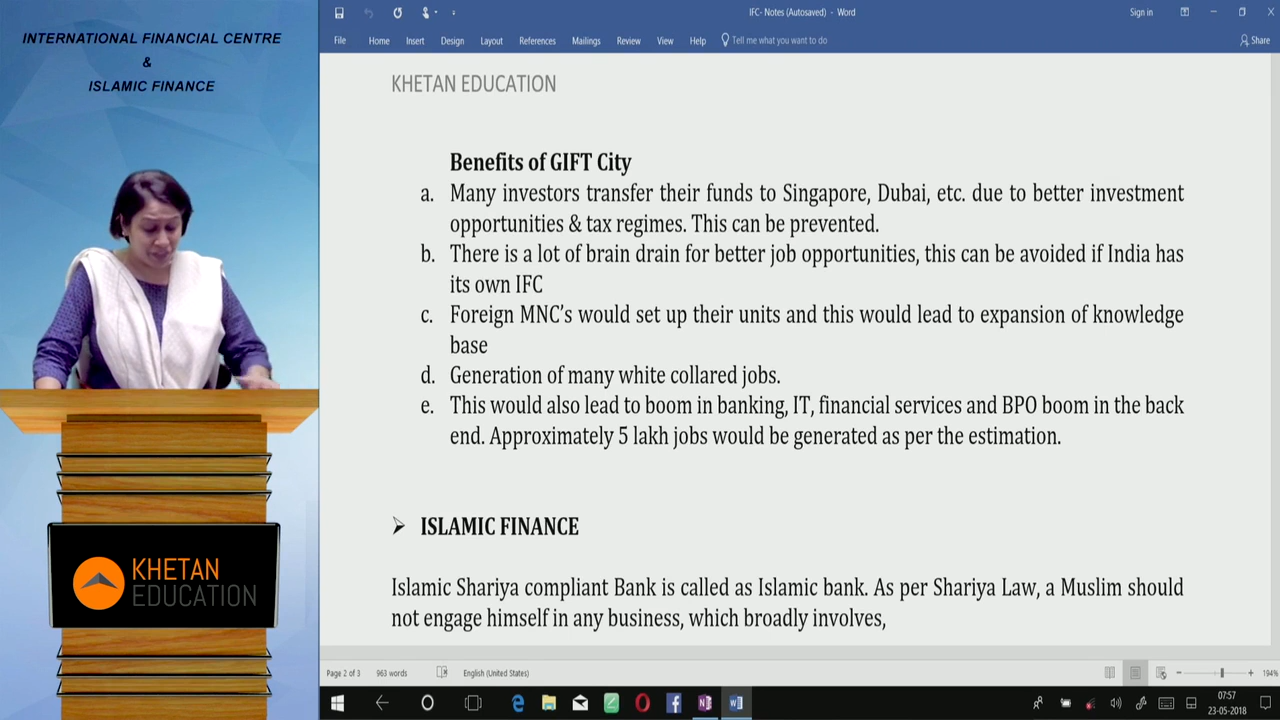 INTERNATIONAL FINANCIAL CENTRE
&
ISLAMIC FINANCE
KHETAN
EDUCATION
IFC- Notes (Autosaved) - Word
Sign in
File Home Insert Design Layout References Mailings Review View Help Tell me what you want to do
Share
KHETAN EDUCATION
Benefits of GIFT City
a. Many investors transfer their funds to Singapore, Dubai, etc. due to better investment
opportunities & tax regimes. This can be prevented.
b. There is a lot of brain drain for better job opportunities, this can be avoided if India has
its own IFC
c. Foreign MNC's would set up their units and this would lead to expansion of knowledge
base
d. Generation of many white collared jobs.
e. This would also lead to boom in banking, IT, financial services and BPO boom in the back
end. Approximately 5 lakh jobs would be generated as per the estimation.
➢ ISLAMIC FINANCE
Islamic Shariya compliant Bank is called as Islamic bank. As per Shariya Law, a Muslim should
not engage himself in any business, which broadly involves,
Page 2 of 3 963 words English (United States)
194%
07:57
23-05-2018